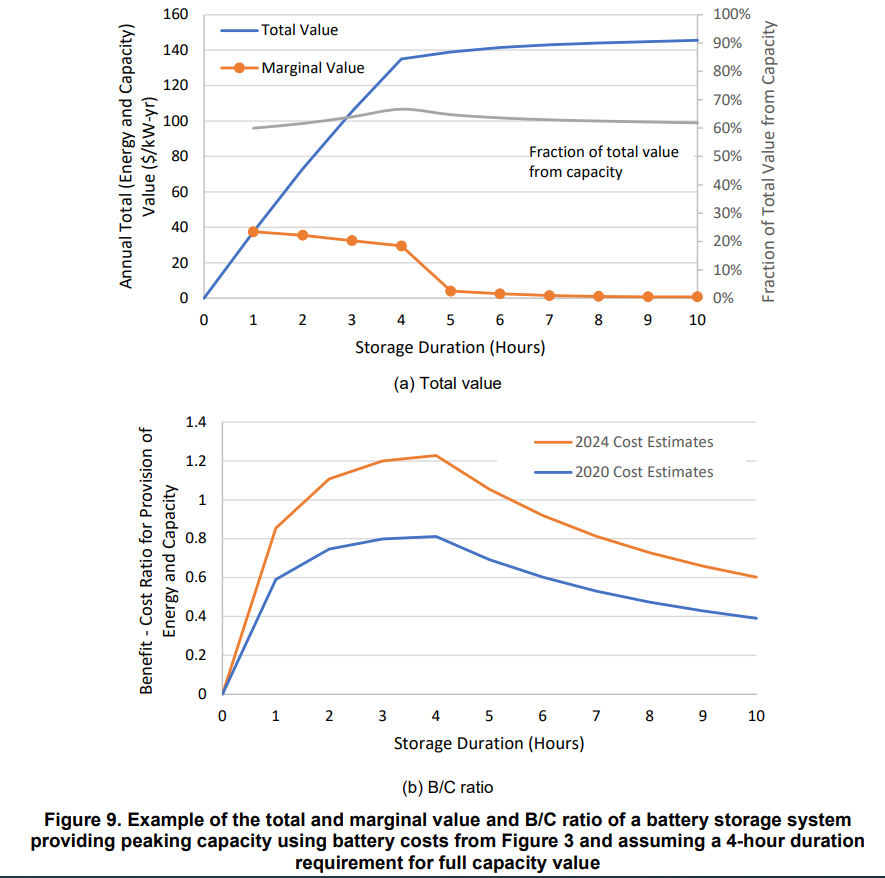 160
140
120
100
80
60
40
20
0
Annual Total (Energy and Capacity)
Value ($/kW-yr)
Total Value
Marginal Value
Fraction of total value
from capacity
100%
90%
80%
70%
60%
50%
40%
30%
20%
10%
0%
Fraction of Total Value from Capacity
0 1 2 3 4 5 6 7 8 9 10
Storage Duration (Hours)
(a) Total value
1.4
1.2
1
0.8
0.6
0.4
0.2
0
Benefit - Cost Ratio for Provision of
Energy and Capacity
2024 Cost Estimates
2020 Cost Estimates
0 1 2 3 4 5 6 7 8 9 10
Storage Duration (Hours)
(b) B/C ratio
Figure 9. Example of the total and marginal value and B/C ratio of a battery storage system
providing peaking capacity using battery costs from Figure 3 and assuming a 4-hour duration
requirement for full capacity value